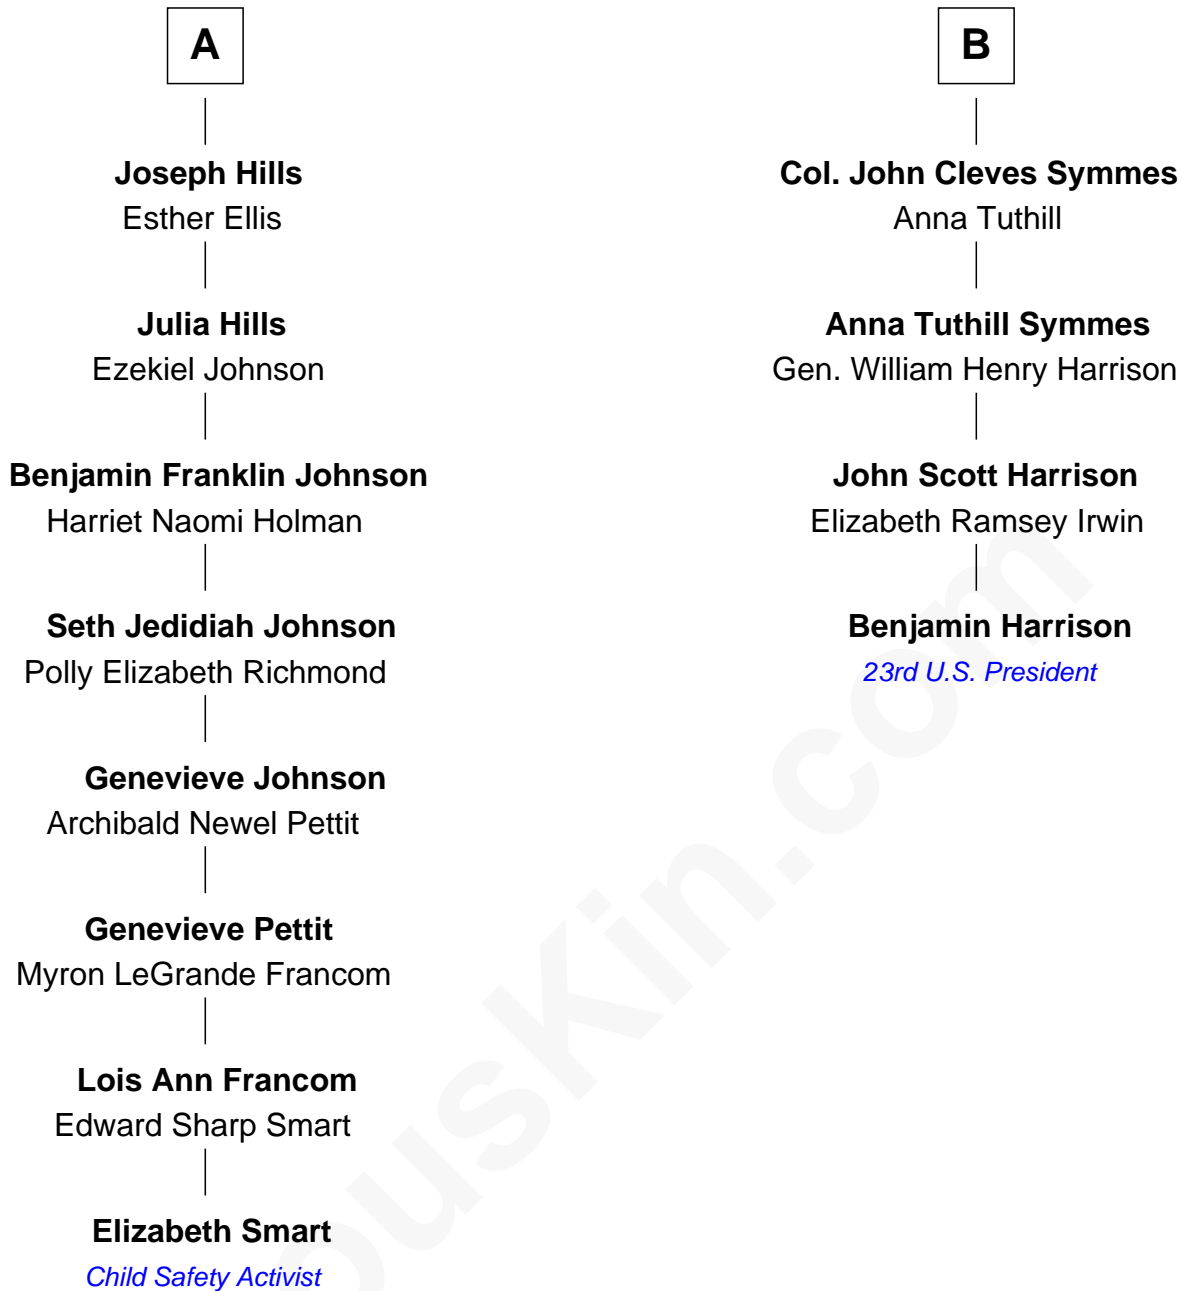 A
Joseph Hills
Esther Ellis
Julia Hills
Ezekiel Johnson
Benjamin Franklin Johnson
Harriet Naomi Holman
Seth Jedidiah Johnson
Polly Elizabeth Richmond
Genevieve Johnson
Archibald Newel Pettit
Genevieve Pettit
Myron LeGrande Francom
Lois Ann Francom
Edward Sharp Smart
Elizabeth Smart
Child Safety Activist
B
Col. John Cleves Symmes
Anna Tuthill
Anna Tuthill Symmes
Gen. William Henry Harrison
John Scott Harrison
Elizabeth Ramsey Irwin
Benjamin Harrison
23rd U.S. President
ousKin.com